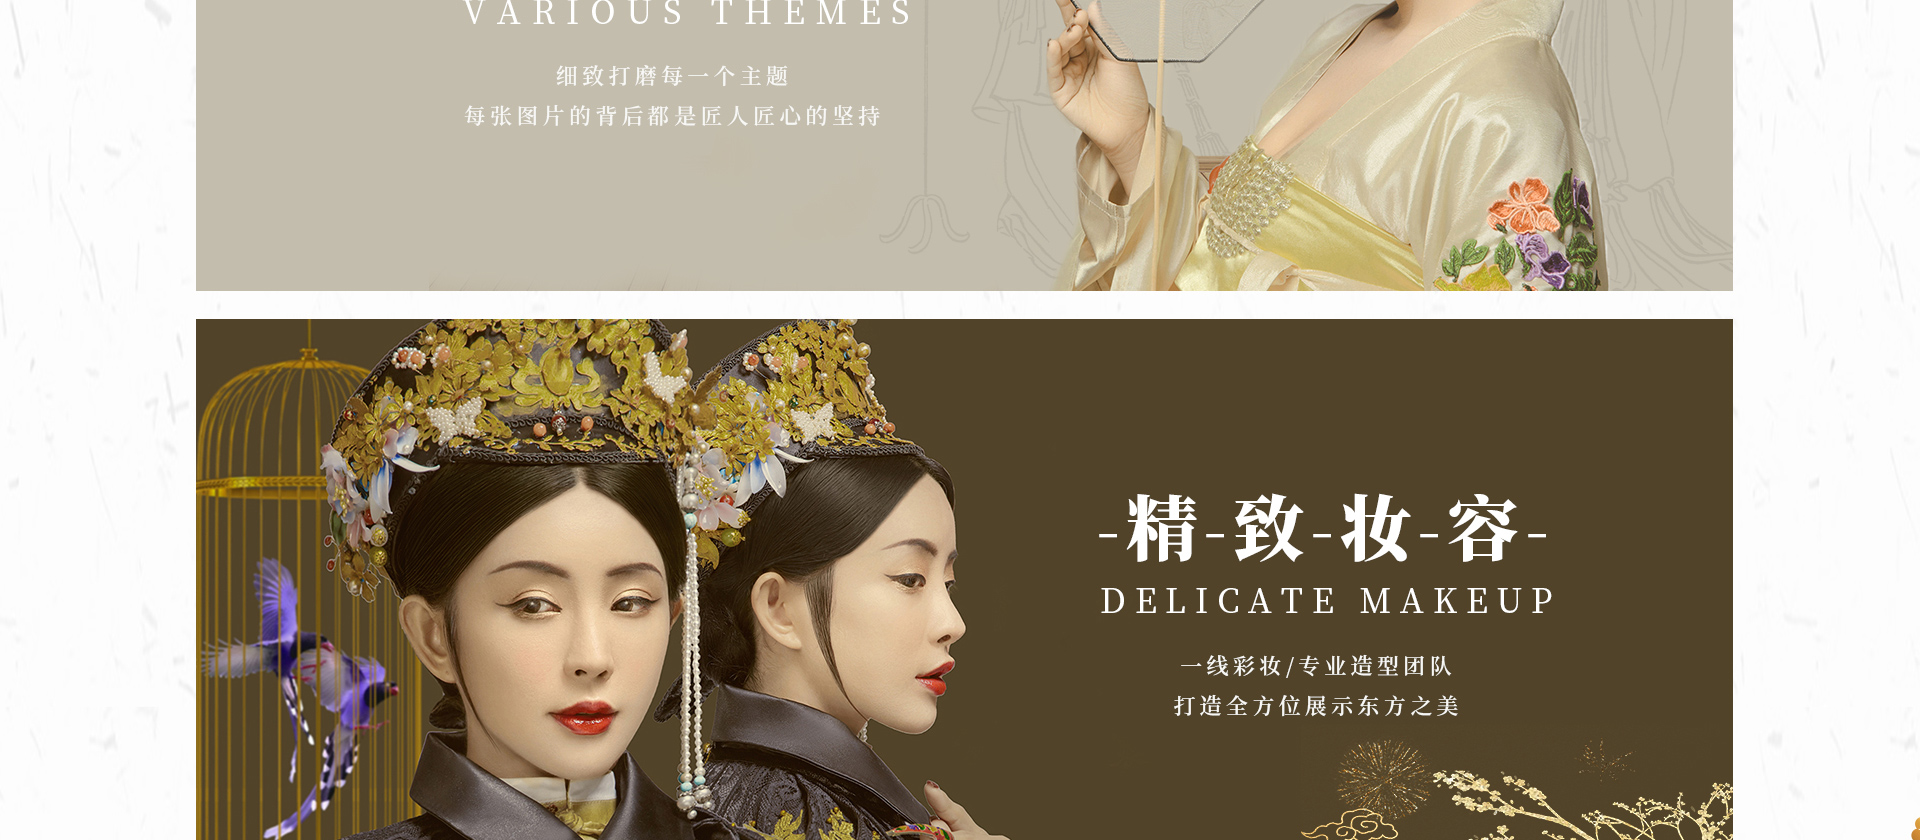 VARIOUS THEMES
细致打磨每一个主题
每张图片的背后都是匠人匠心的坚持
-精-致-妆-容-
DELICATE MAKEUP
一线彩妆/专业造型团队
打造全方位展示东方之美